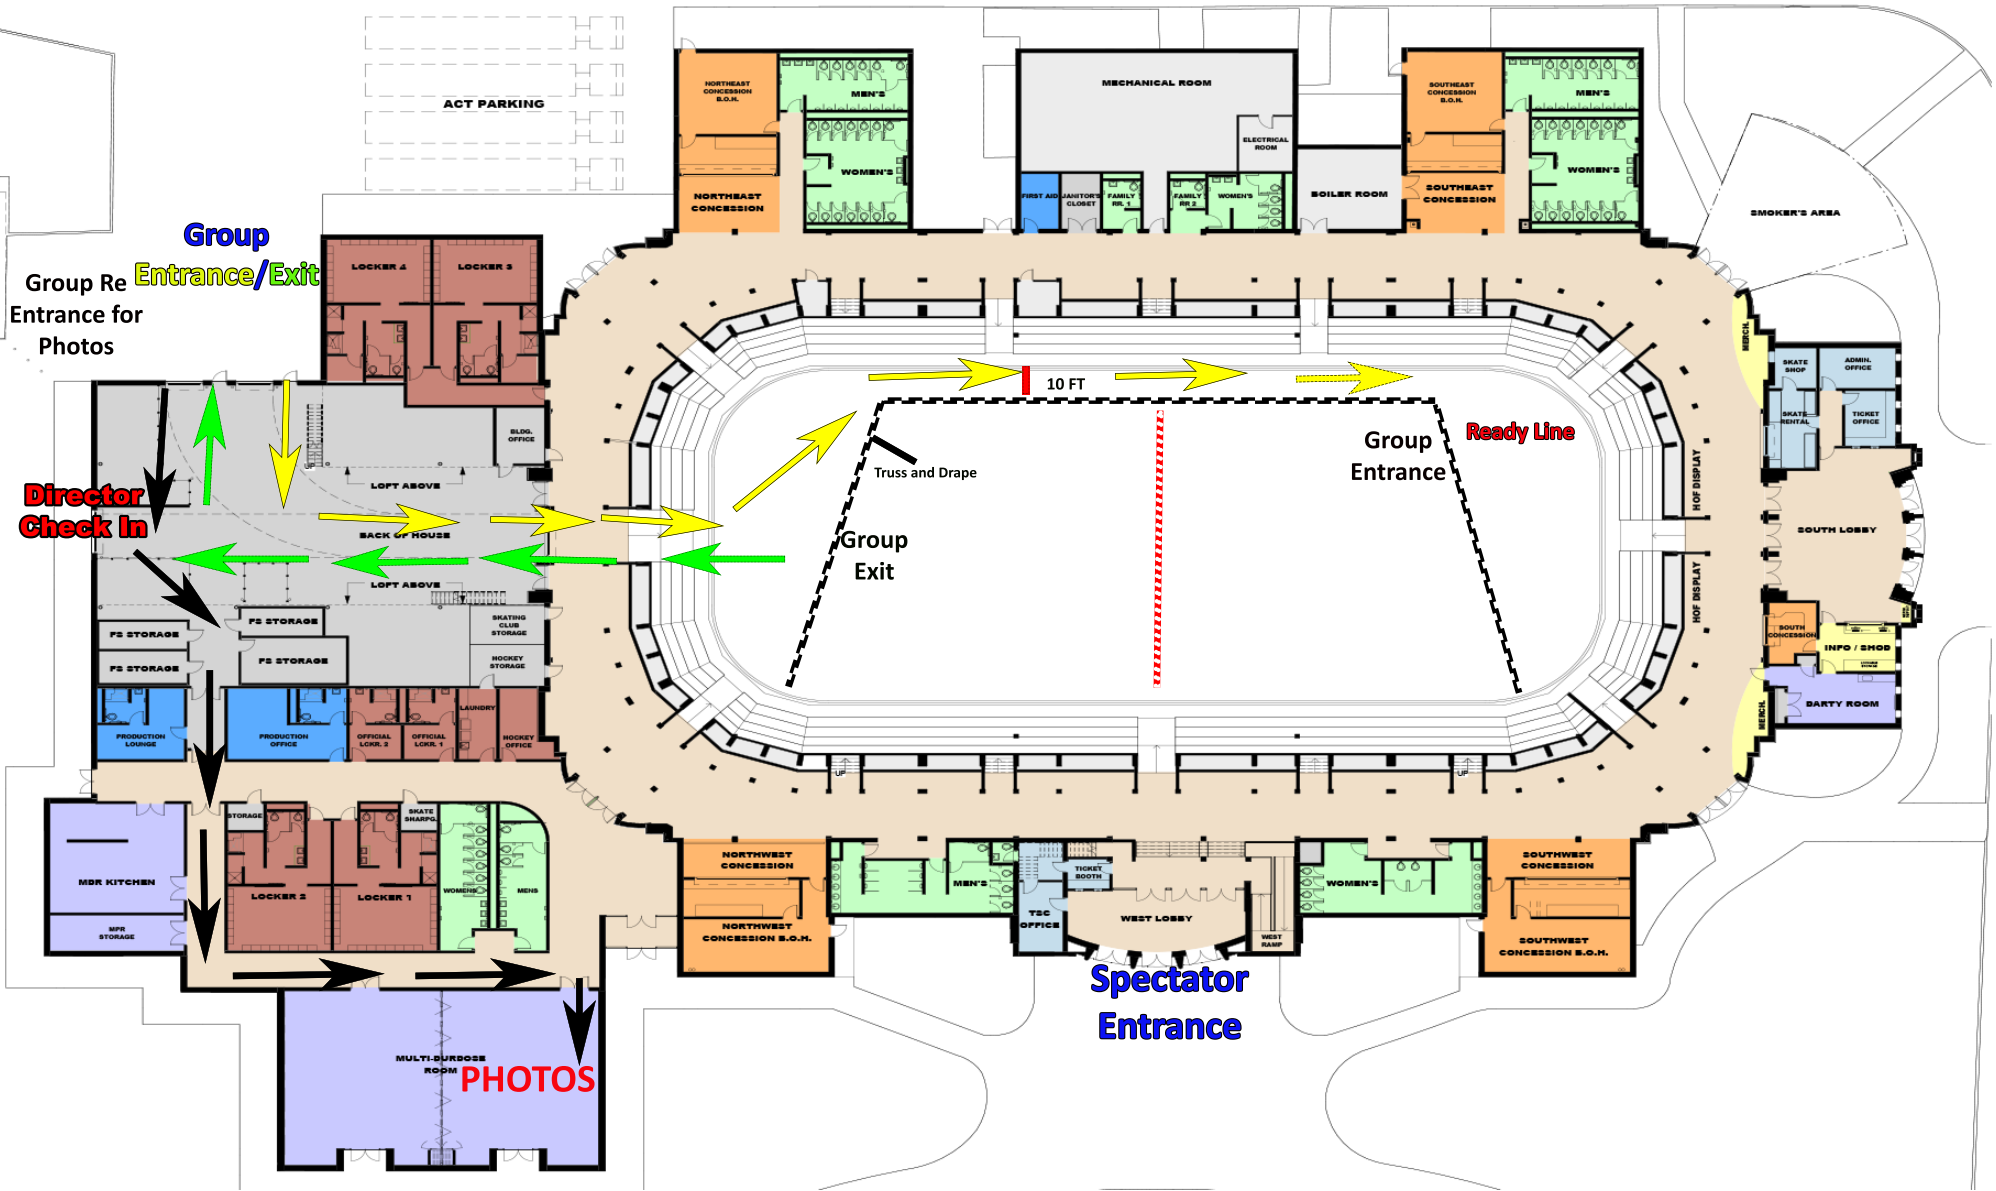 ACT PARKING
NORTHEAST
CONCESSION
B.O.H.
MEN'S
WOMEN'S
NORTHEAST
CONCESSION
MECHANICAL ROOM
ELECTRICAL
ROOM
BOILER ROOM
FIRST AID
JANITOR'S
CLOSET
FAMILY
RR. 1
FAMILY
RR 2
WOMEN'S
SOUTHEAST
CONCESSION
B.O.H.
MEN'S
WOMEN'S
SOUTHEAST
CONCESSION
SMOKER'S AREA
Group
Entrance/Exit
Group Re
Entrance for
Photos
LOCKER 4
LOCKER 3
MERCH.
SKATE
SHOP
ADMIN.
OFFICE
SKATE
RENTAL
TICKET
OFFICE
10 FT
Group
Entrance
Ready Line
Truss and Drape
BLDG.
OFFICE
UP
LOFT ABOVE
Director
Check In
BACK OF HOUSE
Group
Exit
LOFT ABOVE
HOF DISPLAY
HOF DISPLAY
SOUTH LOBBY
FS STORAGE
FS STORAGE
FS STORAGE
FS STORAGE
SKATING
CLUB
STORAGE
HOCKEY
STORAGE
SOUTH
CONCESSION
INFO / SHOD
DARTY ROOM
MERCH.
PRODUCTION
LOUNGE
PRODUCTION
OFFICE
OFFICIAL
LCKR. 2
OFFICIAL
LCKR. 1
LAUNDRY
HOCKEY
OFFICE
UP
UP
STORAGE
SKATE
SHARPG.
MBR KITCHEN
MPR
STORAGE
LOCKER 2
LOCKER 1
WOMENS
MENS
NORTHWEST
CONCESSION
NORTHWEST
CONCESSION B.O.H.
MEN'S
TSC
OFFICE
TICKET
BOOTH
WEST LOBBY
WEST
RAMP
WOMEN'S
SOUTHWEST
CONCESSION
SOUTHWEST
CONCESSION B.O.H.
Spectator
Entrance
MULTI-DURDOSE
ROOM
PHOTOS